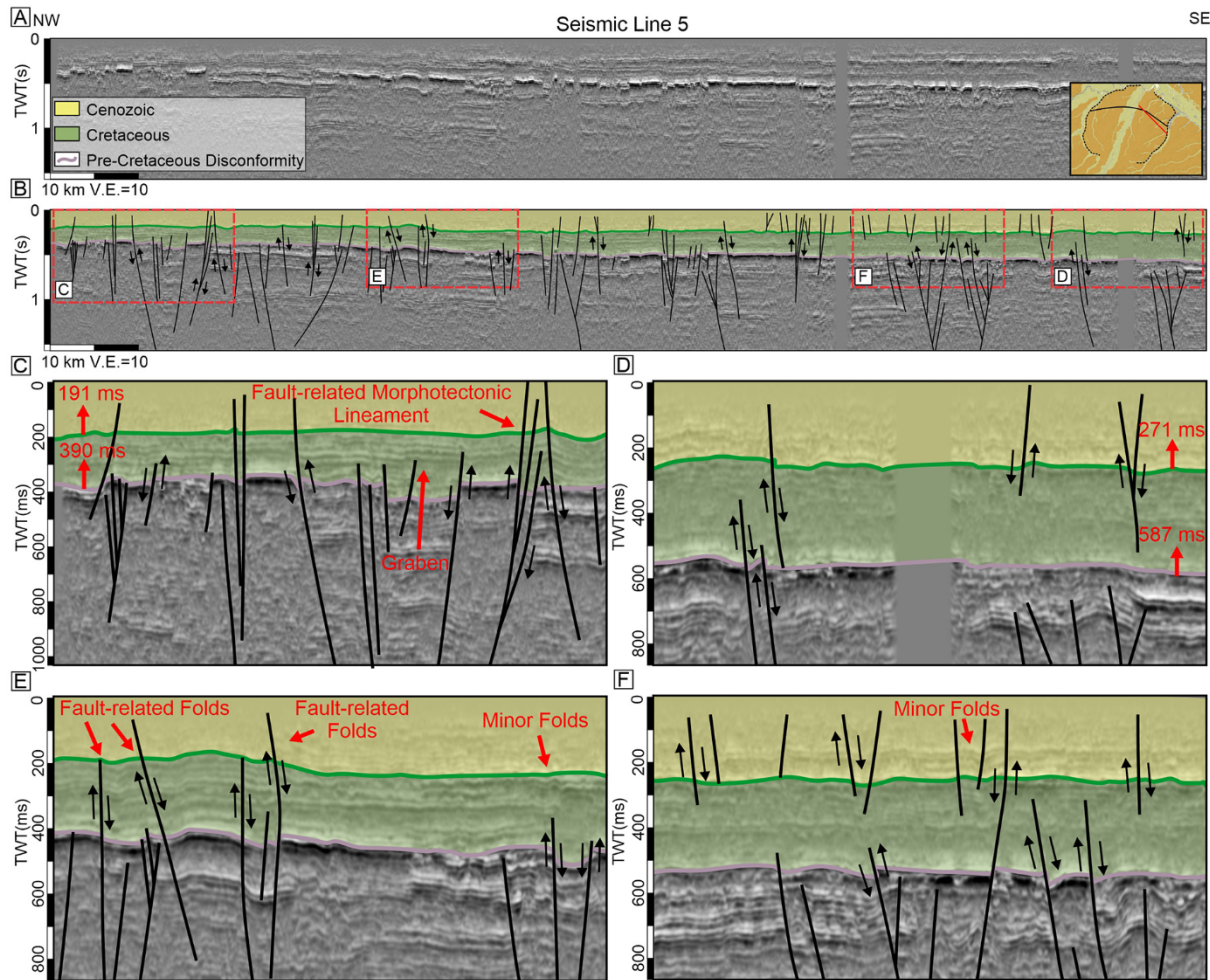 A NW
Seismic Line 5
SE
0
TWT(s)
1
Cenozoic
Cretaceous
Pre-Cretaceous Disconformity
10 km V.E.=10
B
0
TWT(s)
1
C
E
F
D
10 km V.E.=10
C
0
200
400
600
800
1000
TWT(ms)
191 ms
390 ms
Fault-related Morphotectonic
Lineament
Graben
D
0
200
400
600
800
TWT(ms)
271 ms
587 ms
E
0
200
400
600
800
TWT(ms)
Fault-related Folds
Fault-related
Folds
Minor Folds
F
0
200
400
600
800
TWT(ms)
Minor Folds